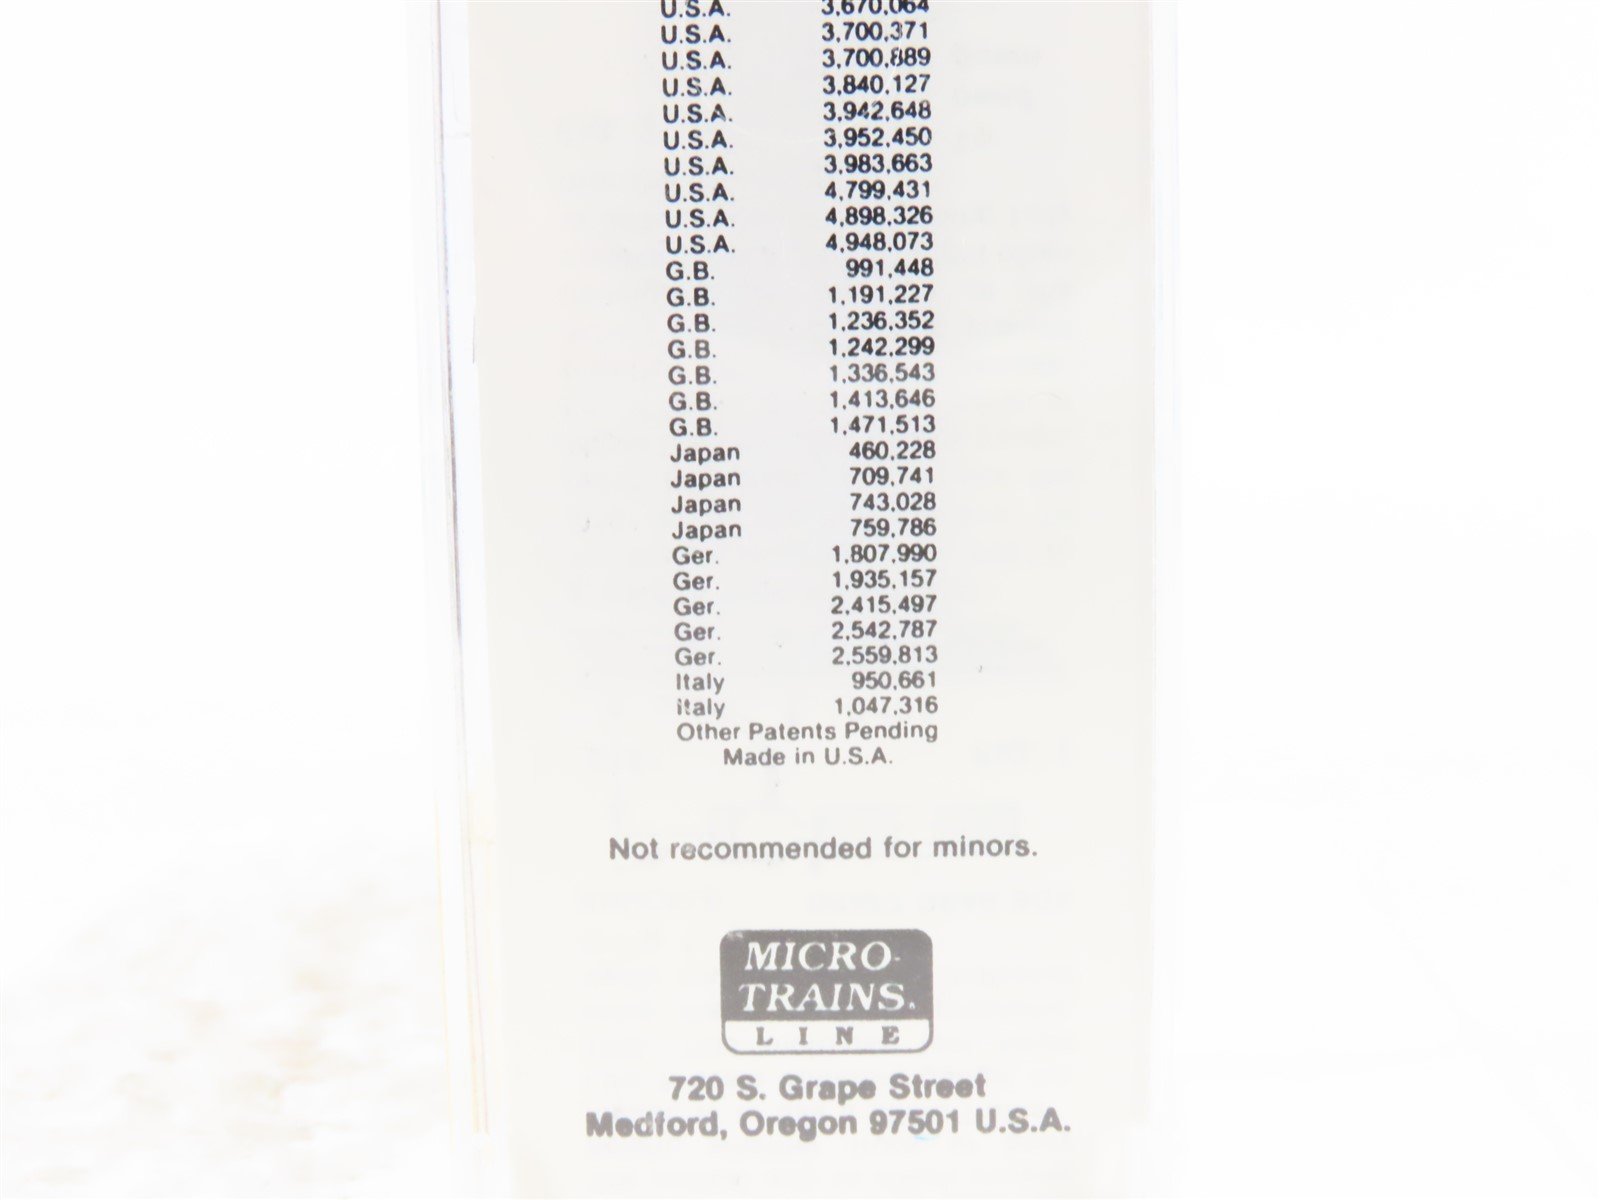 U.S.A. 3,670,064
U.S.A. 3,700,371
U.S.A. 3,700,889
U.S.A. 3,840,127
U.S.A. 3,942,648
U.S.A. 3,952,450
U.S.A. 3,983,663
U.S.A. 4,799,431
U.S.A. 4,898,326
U.S.A. 4,948,073
G.B. 991,448
G.B. 1,191,227
G.B. 1,236,352
G.B. 1,242,299
G.B. 1,336,543
G.B. 1,413,646
G.B. 1,471,513
Japan 460,228
Japan 709,741
Japan 743,028
Japan 759,786
Ger. 1,807,990
Ger. 1,935,157
Ger. 2,415,497
Ger. 2,542,787
Ger. 2,559,813
Italy 950,661
Italy 1,047,316
Other Patents Pending
Made in U.S.A.
Not recommended for minors.
MICRO-
TRAINS.
LINE
720 S. Grape Street
Medford, Oregon 97501 U.S.A.